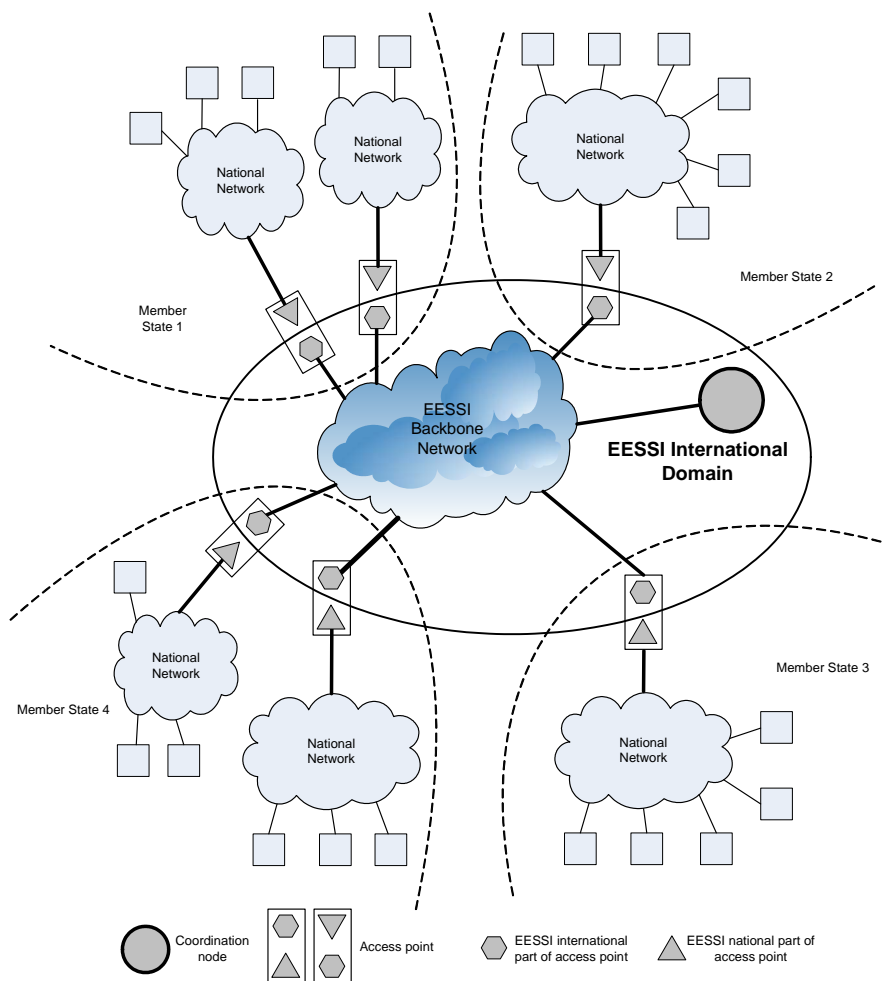 National
Network
National
Network
National
Network
Member
State 1
Member State 2
EESSI
Backbone
Network
EESSI International
Domain
National
Network
Member State 4
National
Network
National
Network
Member State 3
Coordination
node
Access point
EESSI international
part of access point
EESSI national part of
access point